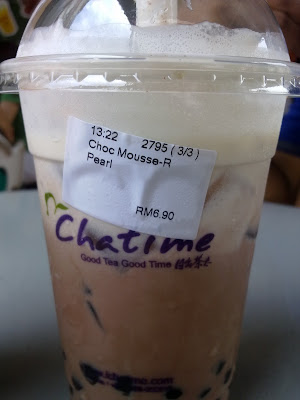 13:22 2795 ( 3/3 )
Choc Mousse-R
Pearl
RM6.90
Chatime
Good Tea Good Time 日出茶太